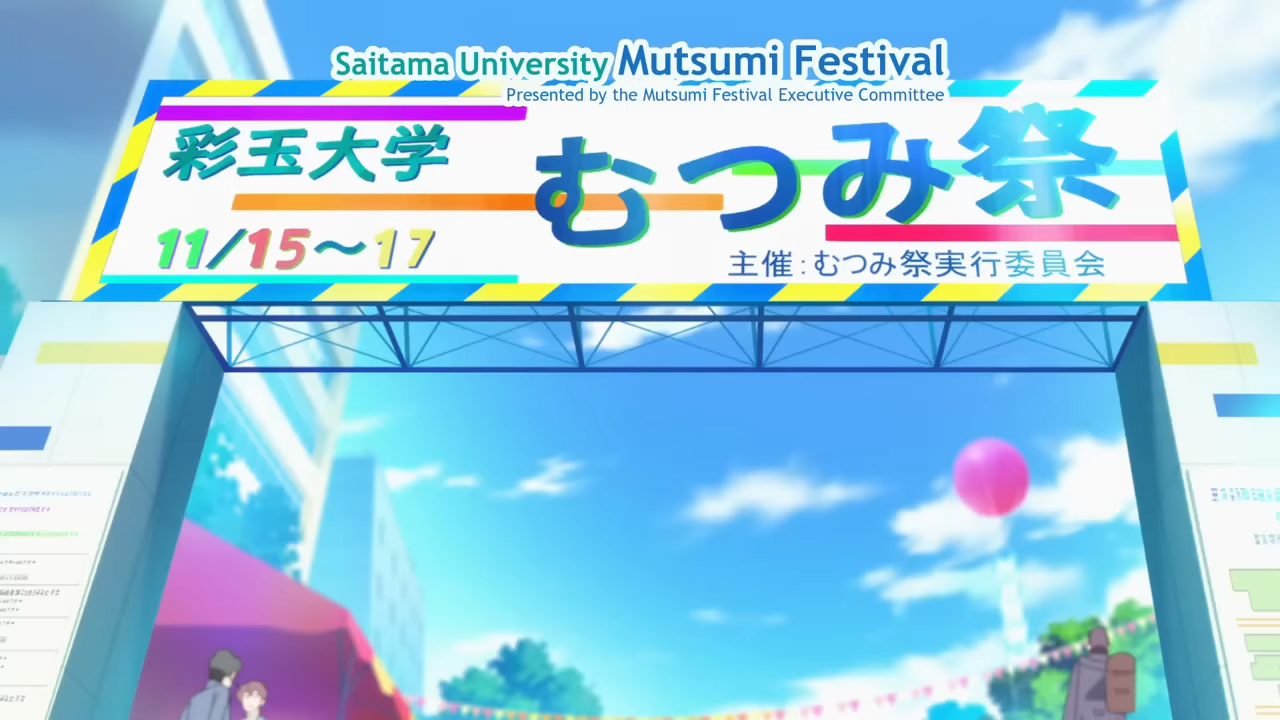 Saitama University Mutsumi Festival
Presented by the Mutsumi Festival Executive Committee
彩玉大学
むつみ祭
11/15～17
主催：むつみ祭実行委員会